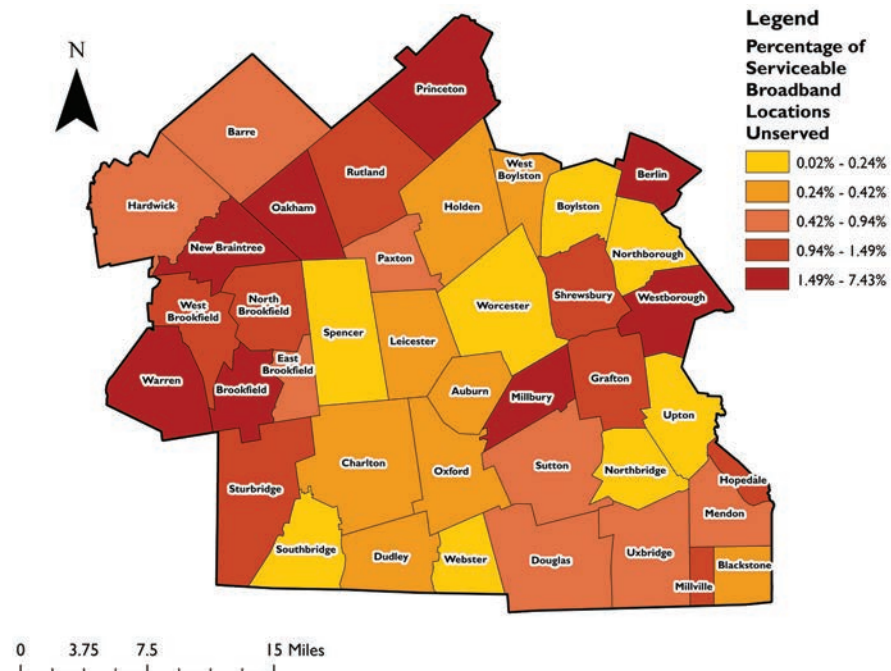 N
Legend
Percentage of
Serviceable
Broadband
Locations
Unserved
0.02% - 0.24%
0.24% - 0.42%
0.42% - 0.94%
0.94% - 1.49%
1.49% - 7.43%
Princeton
Barre
Rutland
West
Boylston
Berlin
Hardwick
Oakham
Holden
Boylston
New Braintree
Paxton
Northborough
West
Brookfield
North
Brookfield
Spencer
Worcester
Shrewsbury
Westborough
Leicester
East
Brookfield
Warren
Brookfield
Auburn
Millbury
Grafton
Upton
Charlton
Oxford
Sutton
Northbridge
Sturbridge
Hopedale
Mendon
Southbridge
Dudley
Webster
Douglas
Uxbridge
Millville
Blackstone
0 3.75 7.5 15 Miles